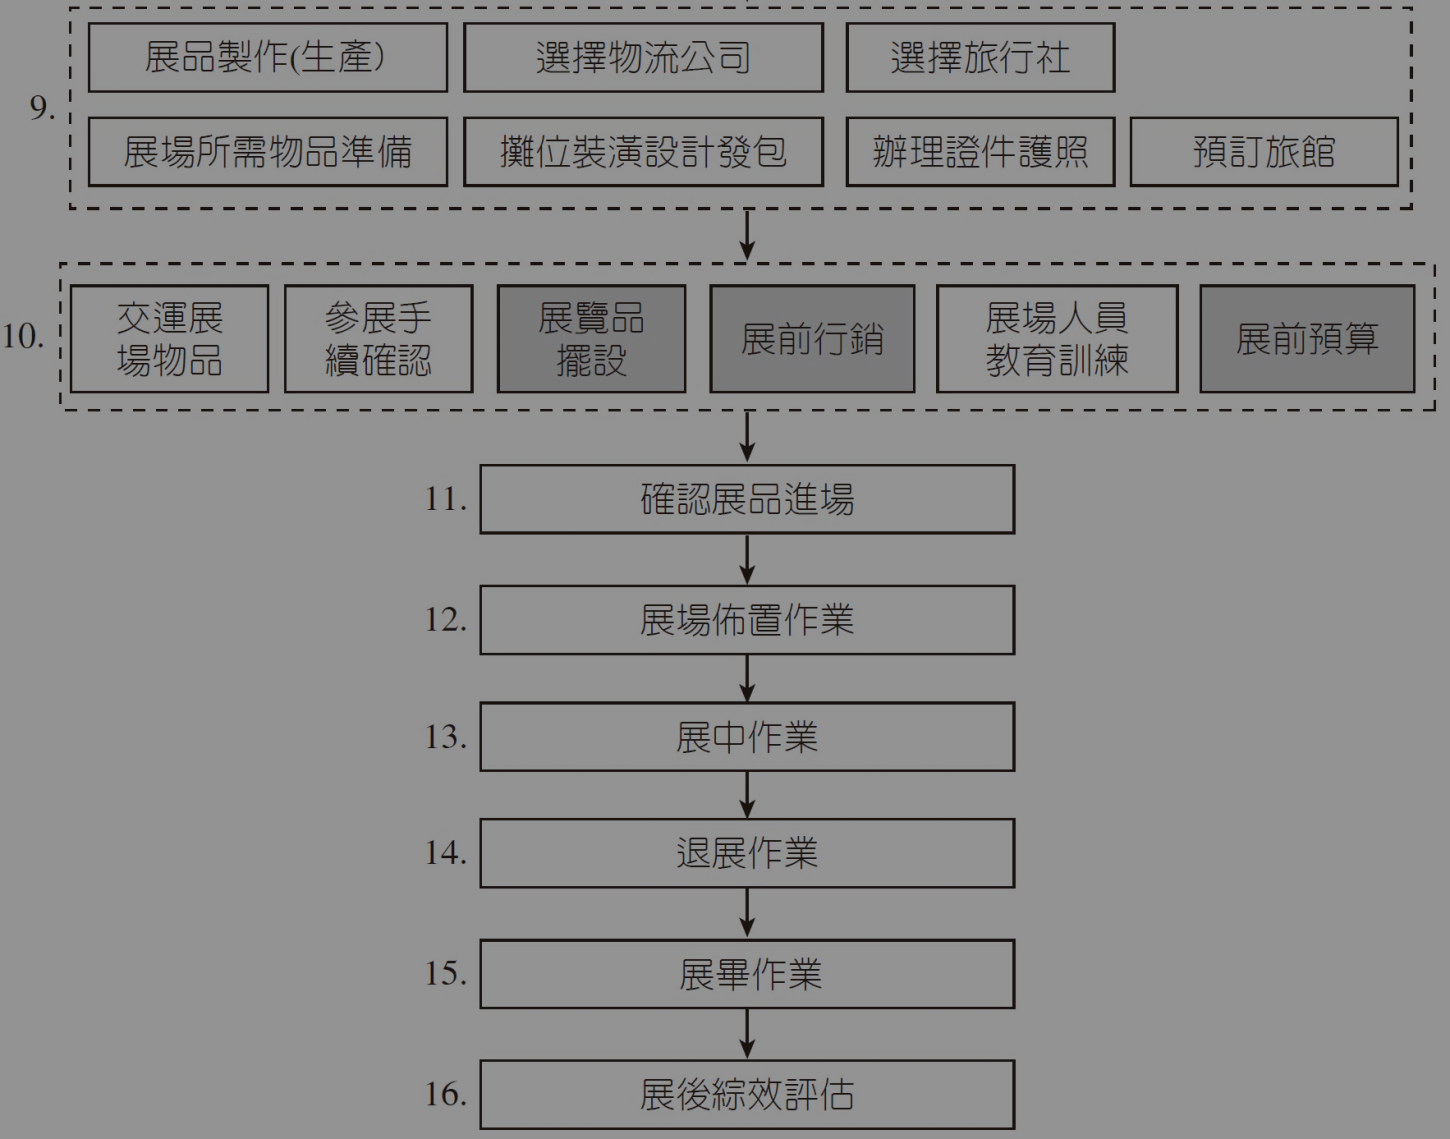 9.
展品製作(生產)
選擇物流公司
選擇旅行社
展場所需物品準備
攤位裝潢設計發包
辦理證件護照
預訂旅館
10.
交運展
場物品
參展手
續確認
展覽品
擺設
展前行銷
展場人員
教育訓練
展前預算
11.
確認展品進場
12.
展場佈置作業
13.
展中作業
14.
退展作業
15.
展畢作業
16.
展後綜效評估